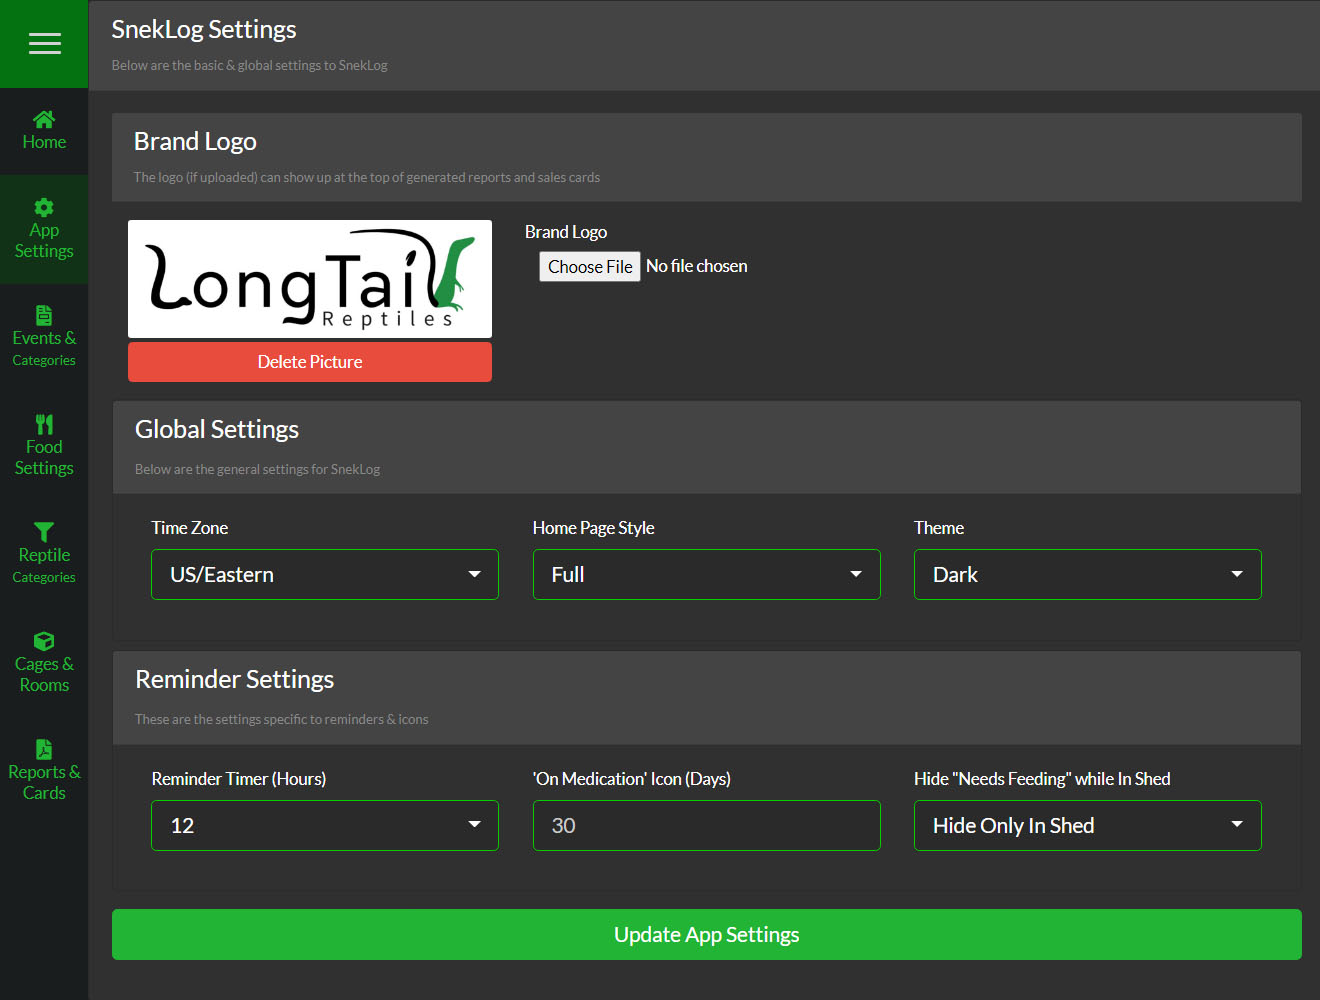 SnekLog Settings
Below are the basic & global settings to SnekLog
Home
App
Settings
Events &
Categories
Food
Settings
Reptile
Categories
Cages &
Rooms
Reports &
Cards
Brand Logo
The logo (if uploaded) can show up at the top of generated reports and sales cards
LongTail
Reptiles
Delete Picture
Brand Logo
Choose File No file chosen
Global Settings
Below are the general settings for SnekLog
Time Zone
US/Eastern
Home Page Style
Full
Theme
Dark
Reminder Settings
These are the settings specific to reminders & icons
Reminder Timer (Hours)
12
'On Medication' Icon (Days)
30
Hide "Needs Feeding" while In Shed
Hide Only In Shed
Update App Settings